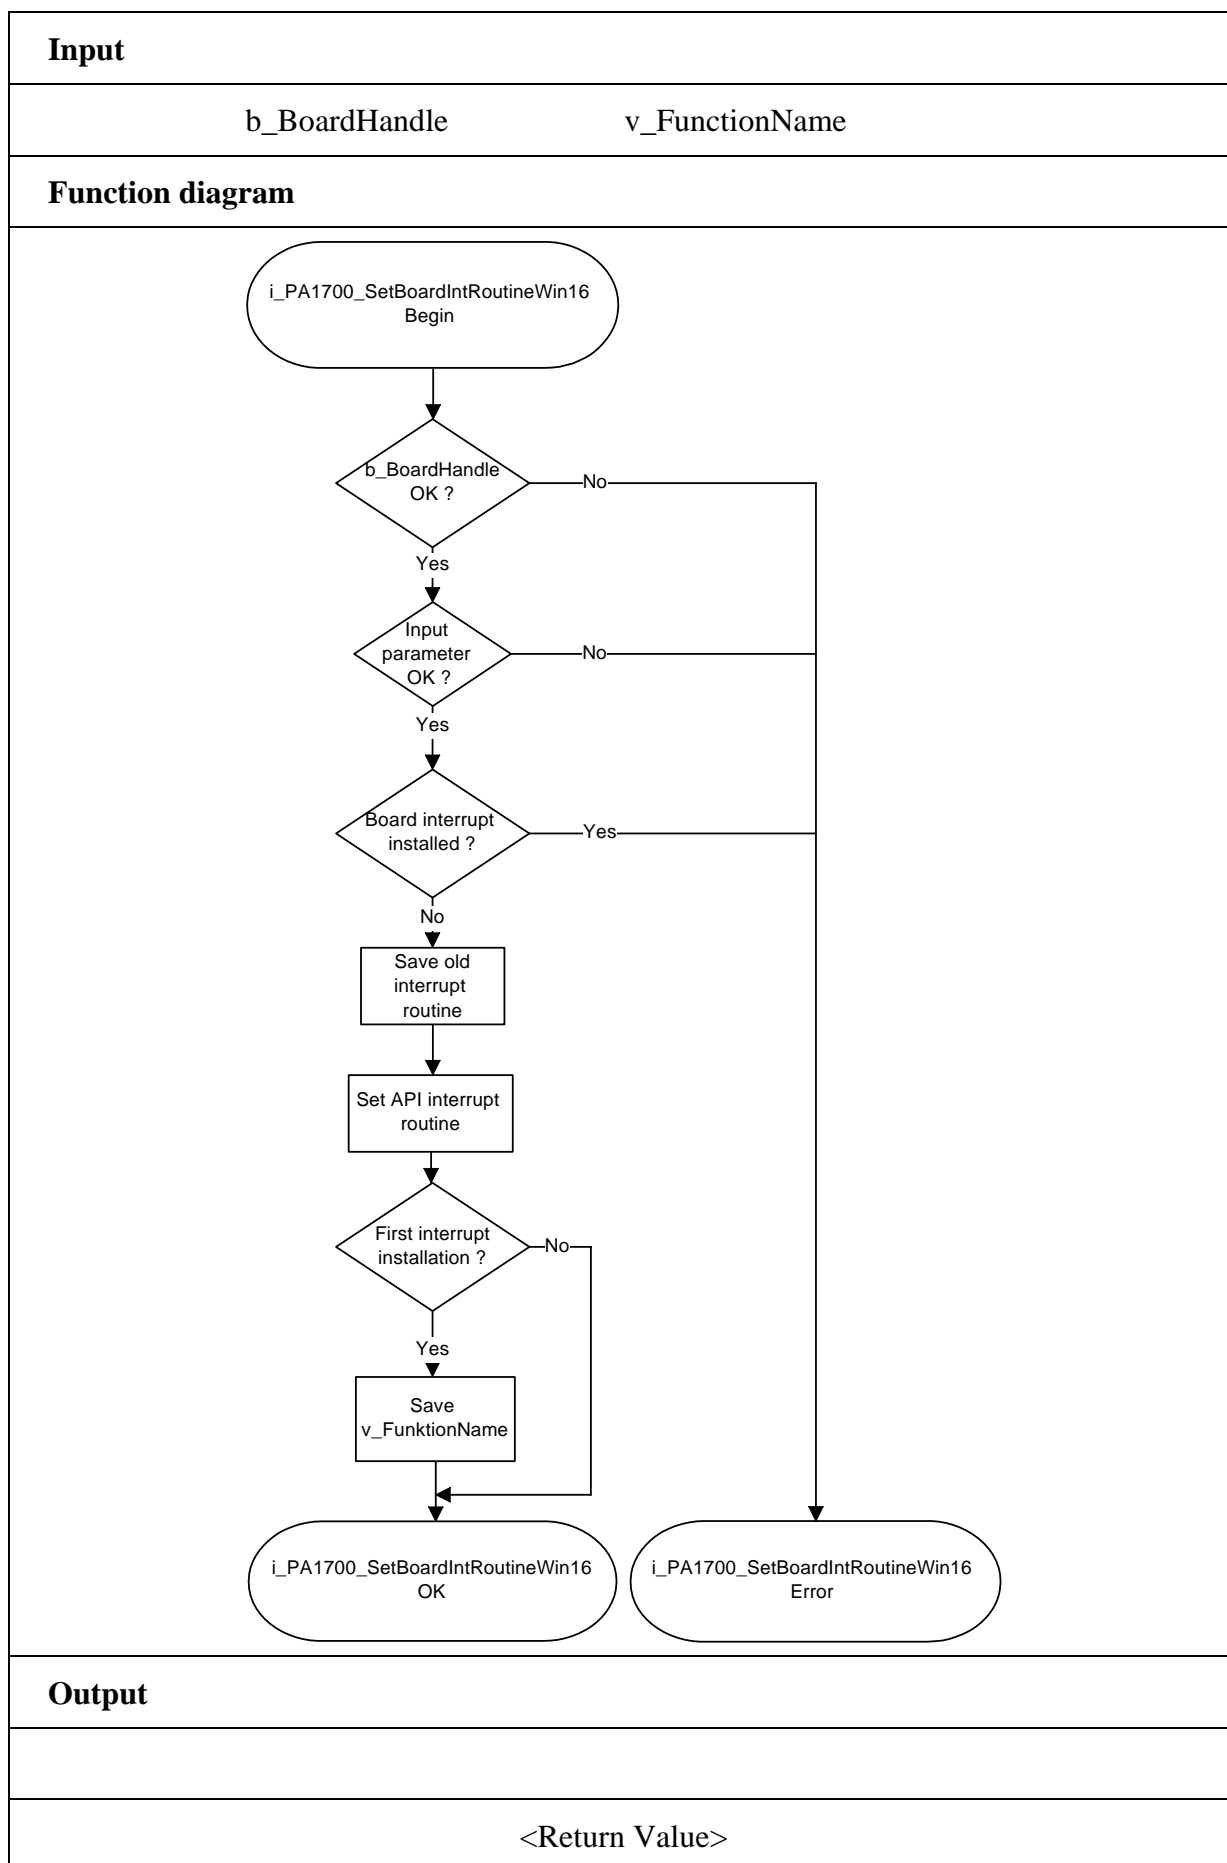 Input
b_BoardHandle v_FunctionName
Function diagram
i_PA1700_SetBoardIntRoutineWin16
Begin
b_BoardHandle
OK ?
No
Yes
Input
parameter
OK ?
No
Yes
Board interrupt
installed ?
Yes
No
Save old
interrupt
routine
Set API interrupt
routine
First interrupt
installation ?
No
Yes
Save
v_FunktionName
i_PA1700_SetBoardIntRoutineWin16
OK
i_PA1700_SetBoardIntRoutineWin16
Error
Output
<Return Value>